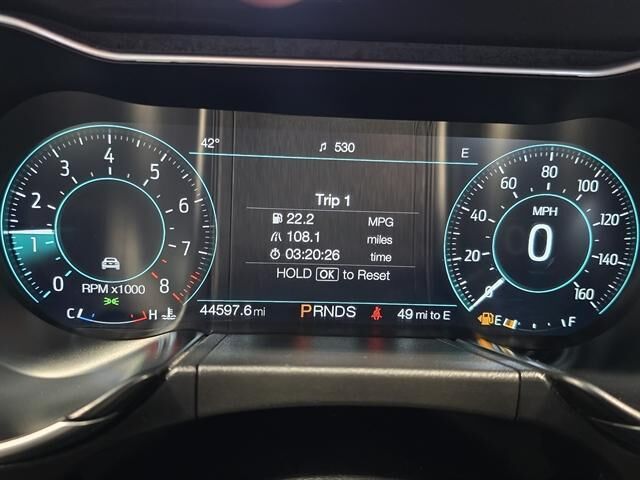 42° ♫ 530 E
Trip 1
22.2 MPG
108.1 miles
03:20:26 time
HOLD OK to Reset
44597.6 mi PRNDS 49 mi to E
0 1 2 3 4 5 6 7 8
RPM x1000
C H
0 20 40 60 80 100 120 140 160
MPH
0
E F